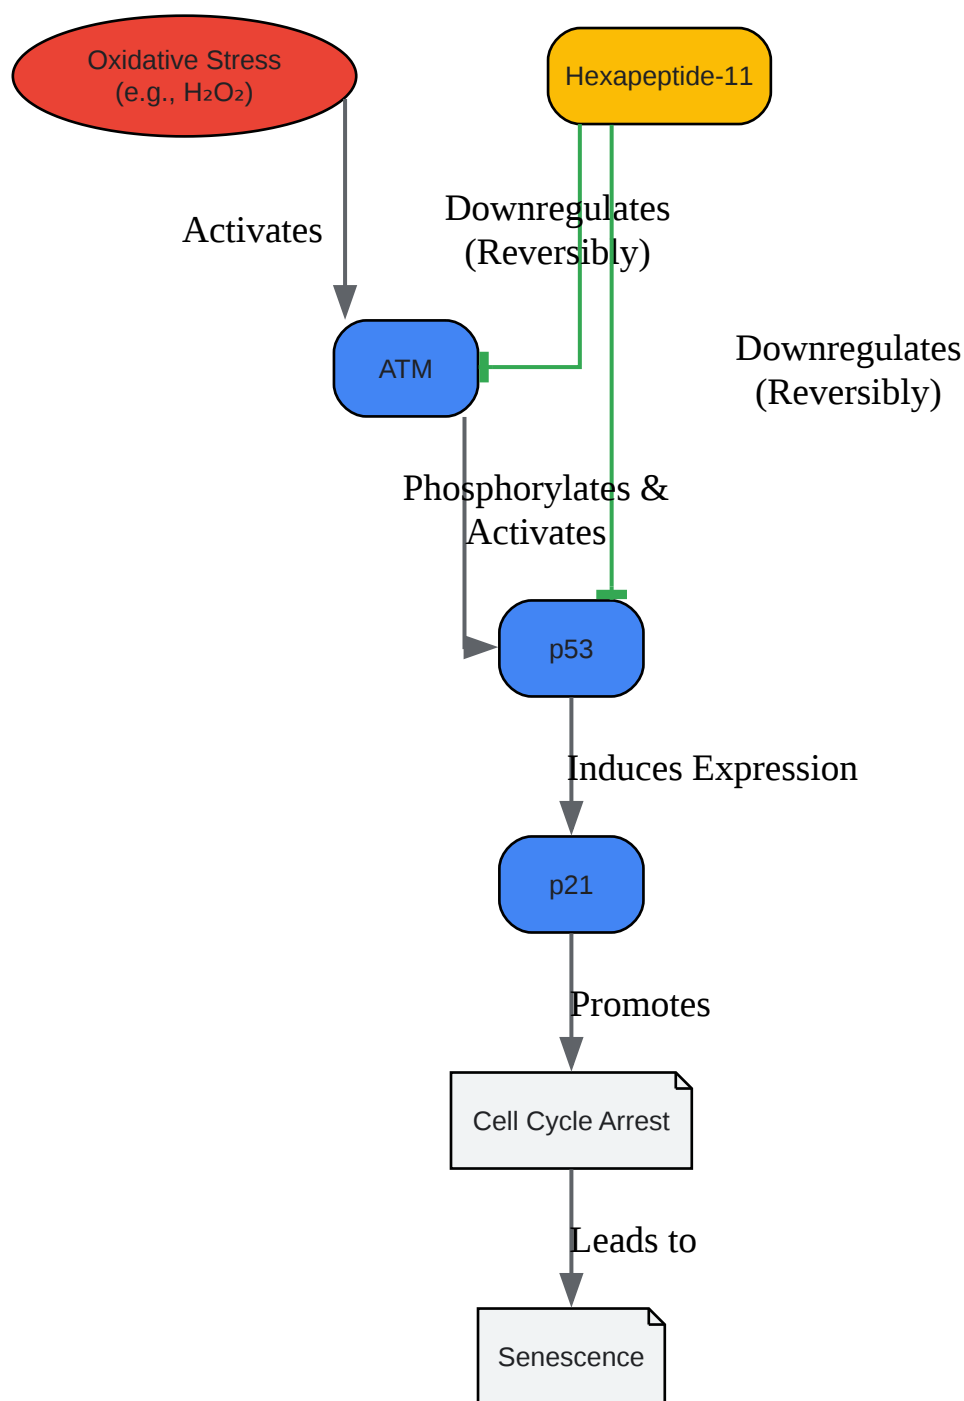 Oxidative Stress
(e.g., H₂O₂)
Hexapeptide-11
Activates
Downregulates
(Reversibly)
Downregulates
(Reversibly)
ATM
Phosphorylates &
Activates
p53
Induces Expression
p21
Promotes
Cell Cycle Arrest
Leads to
Senescence